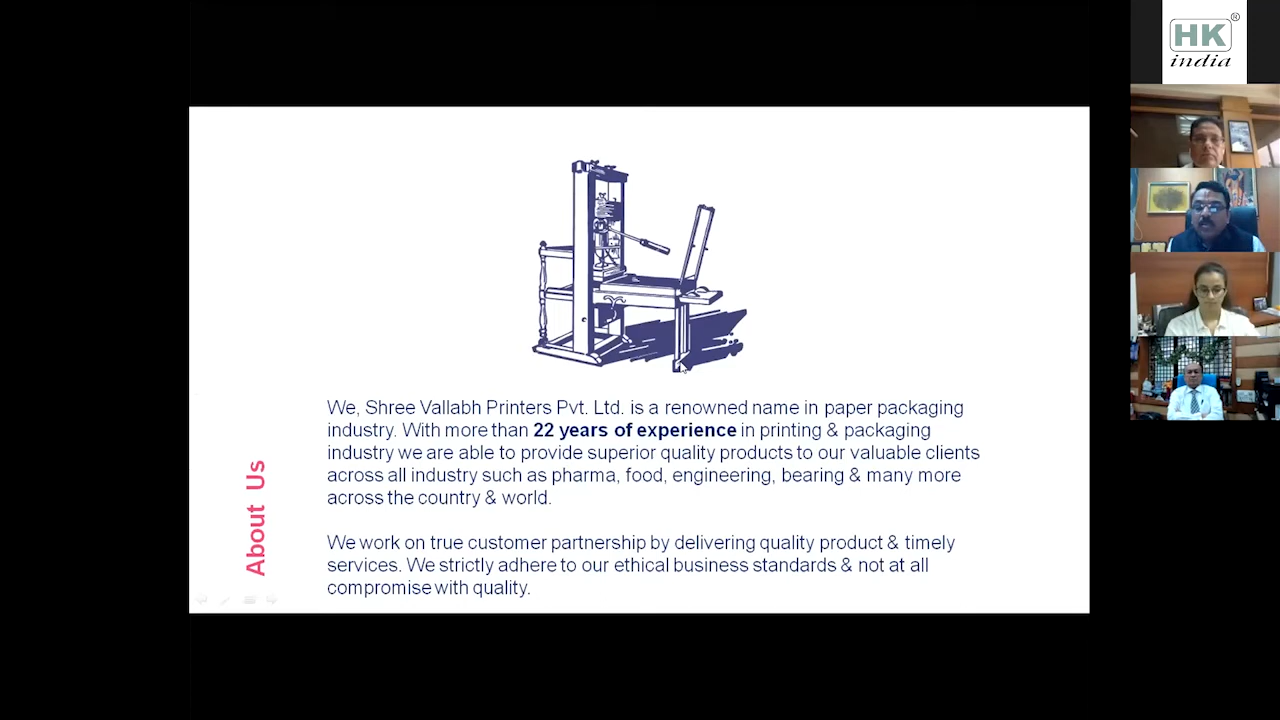 HK
india
®
We, Shree Vallabh Printers Pvt. Ltd. is a renowned name in paper packaging
industry. With more than 22 years of experience in printing & packaging
industry we are able to provide superior quality products to our valuable clients
across all industry such as pharma, food, engineering, bearing & many more
across the country & world.
We work on true customer partnership by delivering quality product & timely
services. We strictly adhere to our ethical business standards & not at all
compromise with quality.
About Us